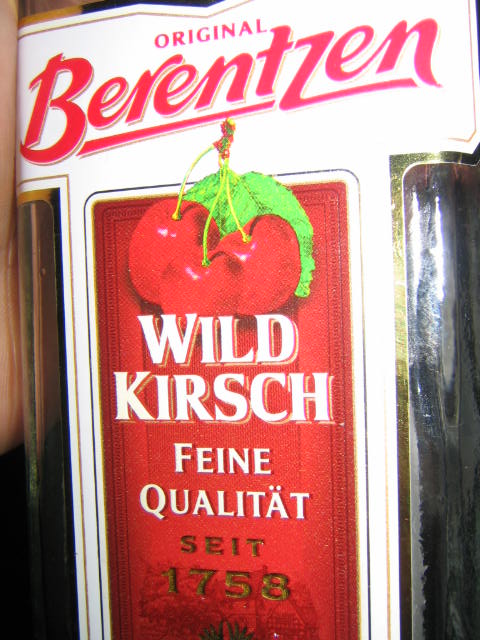 ORIGINAL
Berentzen
WILD
KIRSCH
FEINE
QUALITÄT
SEIT
1758